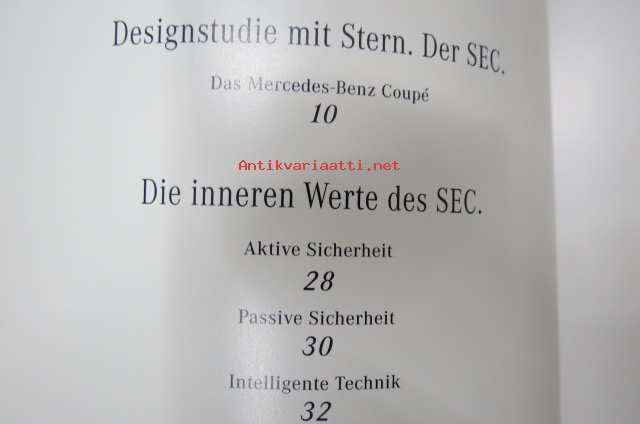 Designstudie mit Stern. Der SEC.
Das Mercedes-Benz Coupé
10
Antikvariaatti.net
Die inneren Werte des SEC.
Aktive Sicherheit
28
Passive Sicherheit
30
Intelligente Technik
32